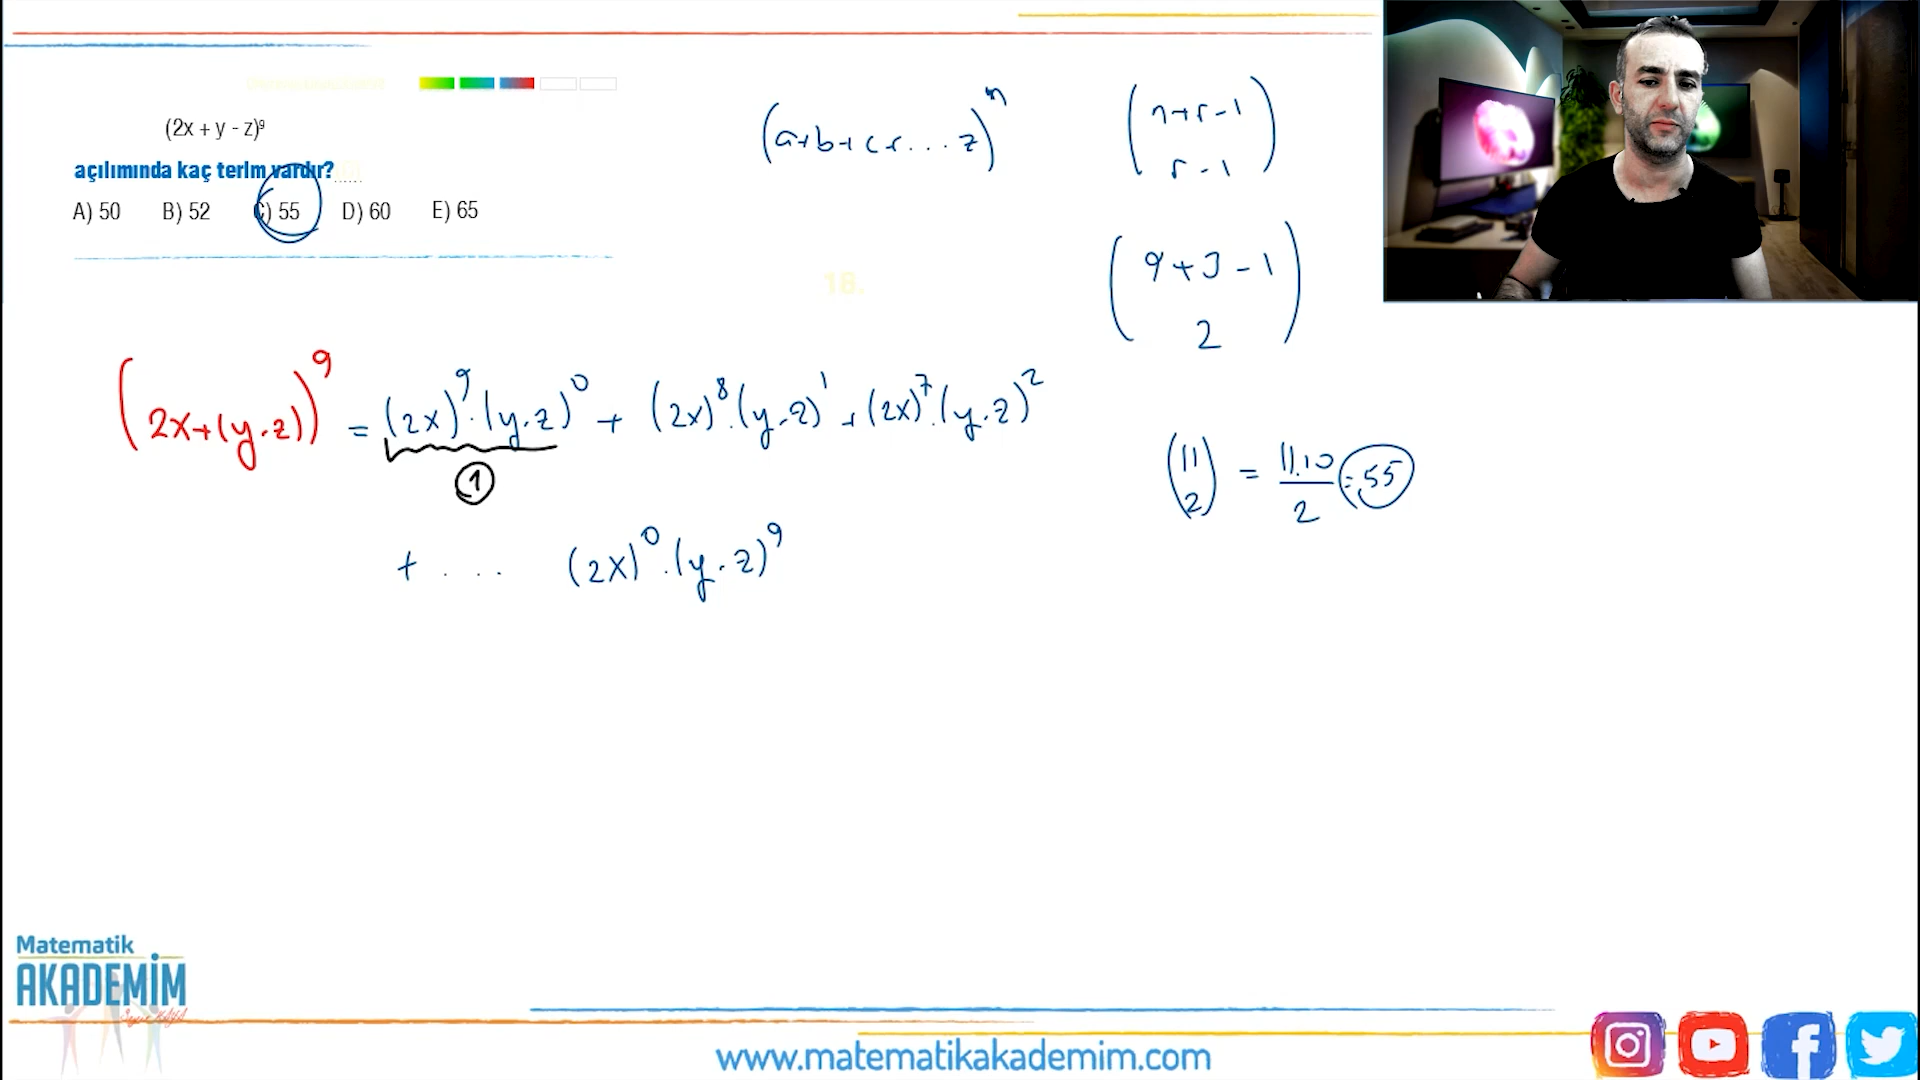 (2x + y - z)⁹
açılımında kaç terim vardır?
A) 50 B) 52 C) 55 D) 60 E) 65
(a+b+c+...z)ⁿ
(n+r-1
r-1)
(9+3-1
2)
18.
(2x+(y-z))⁹ = (2x)⁹.(y-z)⁰ + (2x)⁸.(y-z)¹ + (2x)⁷.(y-z)²
1
+ .... (2x)⁰.(y-z)⁹
(11
2) = 11.10/2 = 55
Matematik
AKADEMİM
www.matematikakademim.com